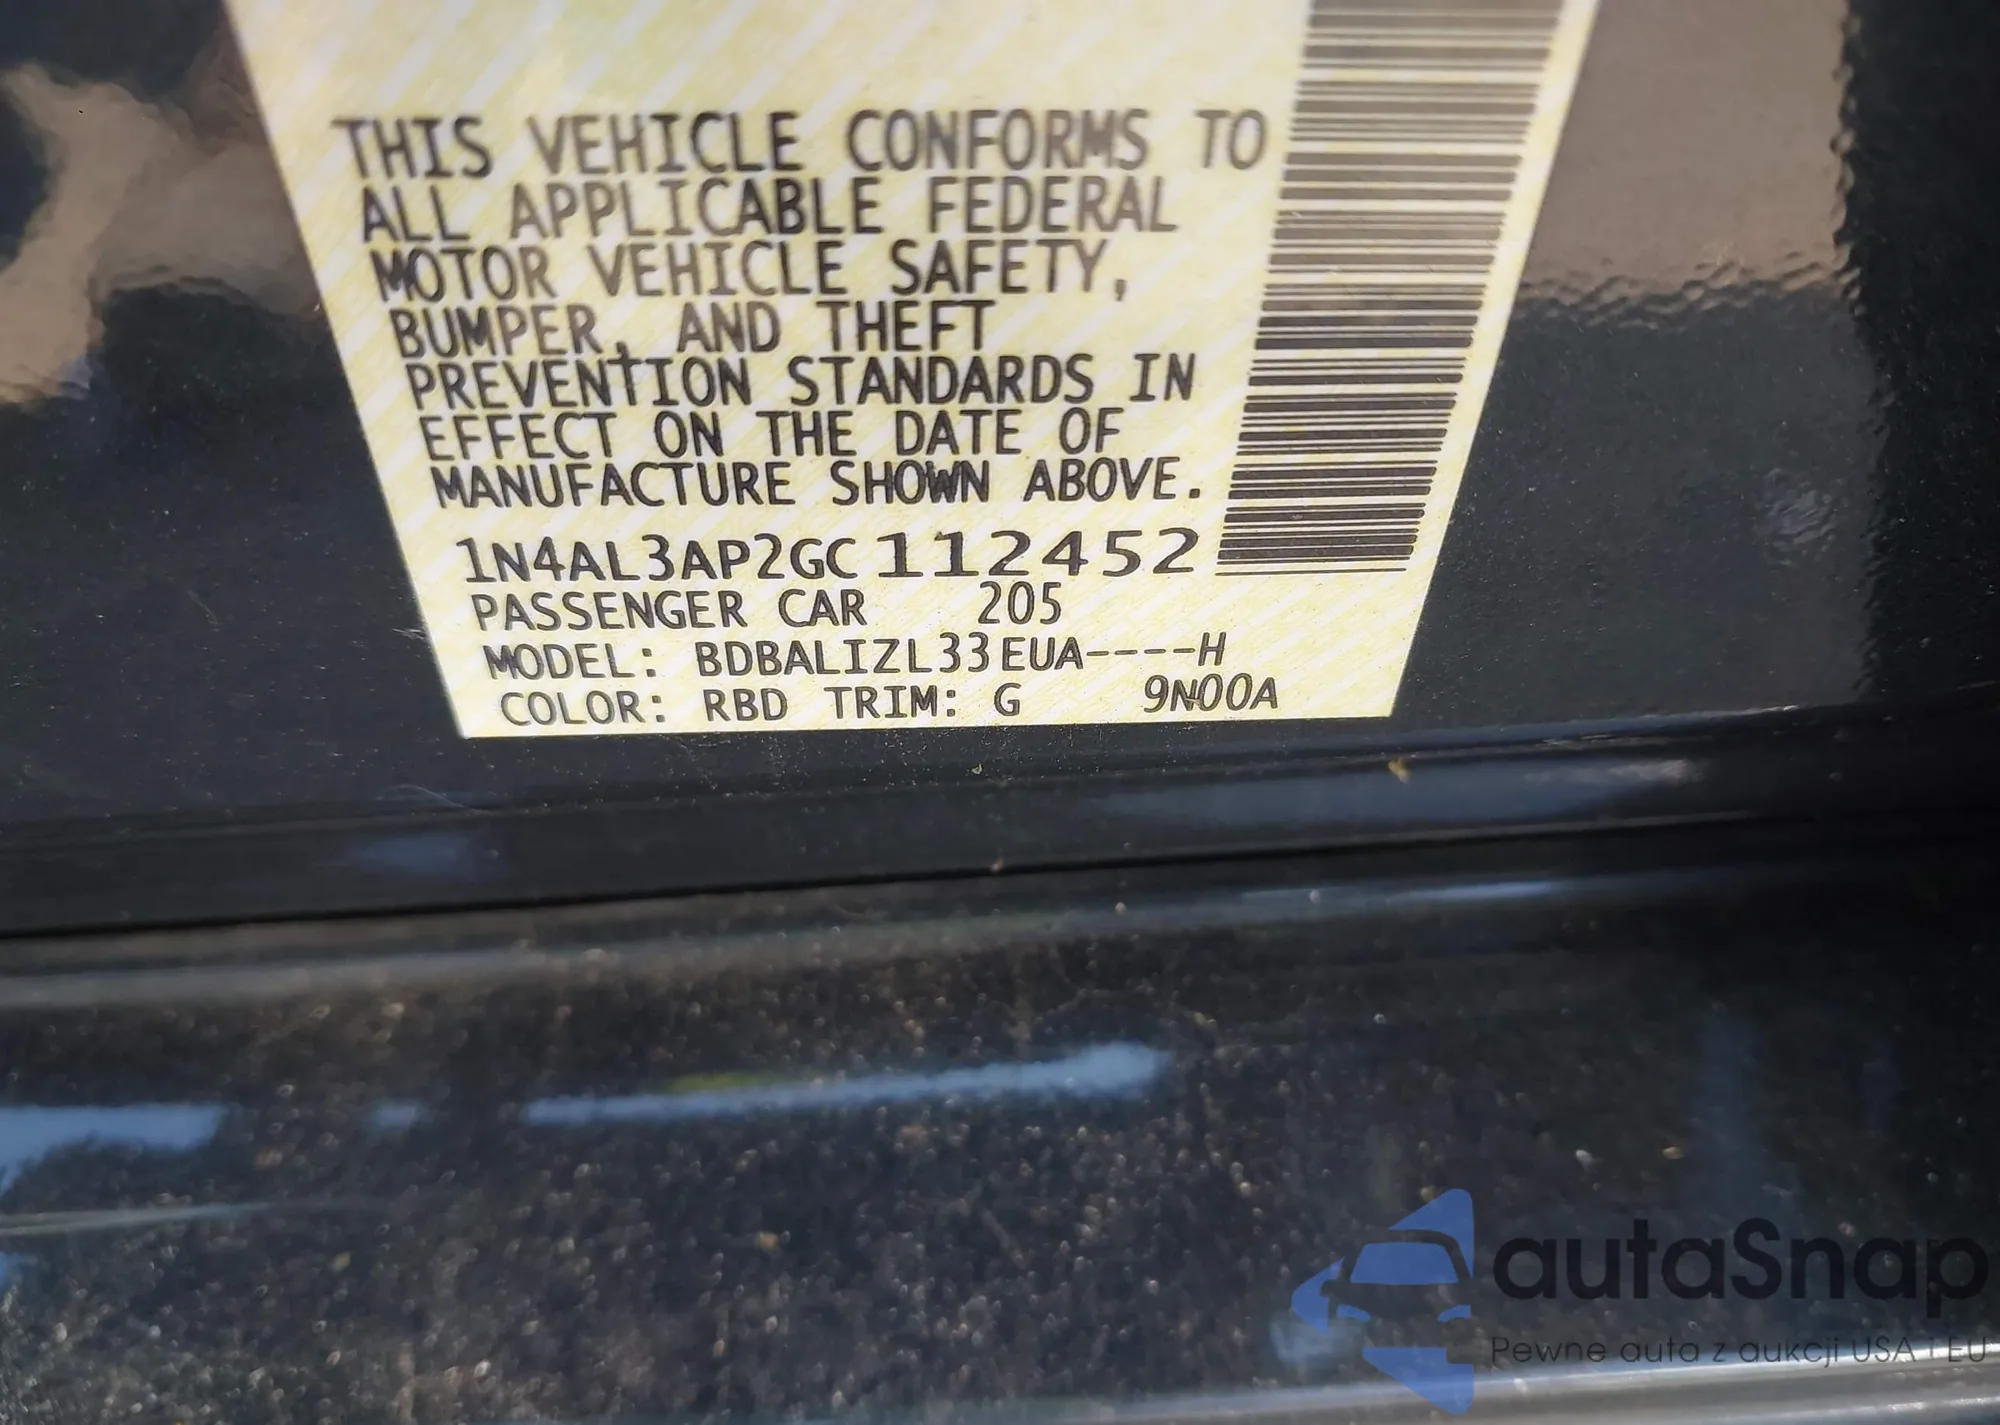 THIS VEHICLE CONFORMS TO
ALL APPLICABLE FEDERAL
MOTOR VEHICLE SAFETY,
BUMPER, AND THEFT
PREVENTION STANDARDS IN
EFFECT ON THE DATE OF
MANUFACTURE SHOWN ABOVE.
1N4AL3AP2GC112452
PASSENGER CAR 205
MODEL: BDBALIZL33EUA----H
COLOR: RBD TRIM: G 9N00A
autaSnap
Pewne auta z aukcji USA i EU